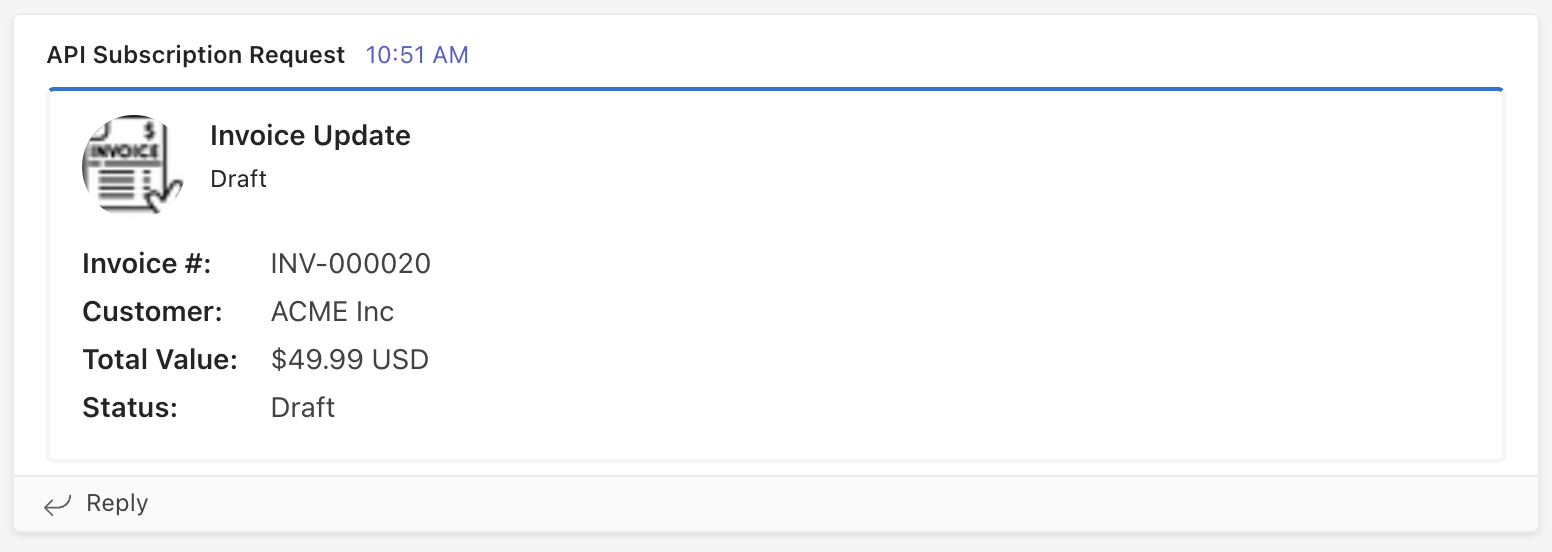 API Subscription Request 10:51 AM
$
INVOICE
Invoice Update
Draft
Invoice #: INV-000020
Customer: ACME Inc
Total Value: $49.99 USD
Status: Draft
Reply